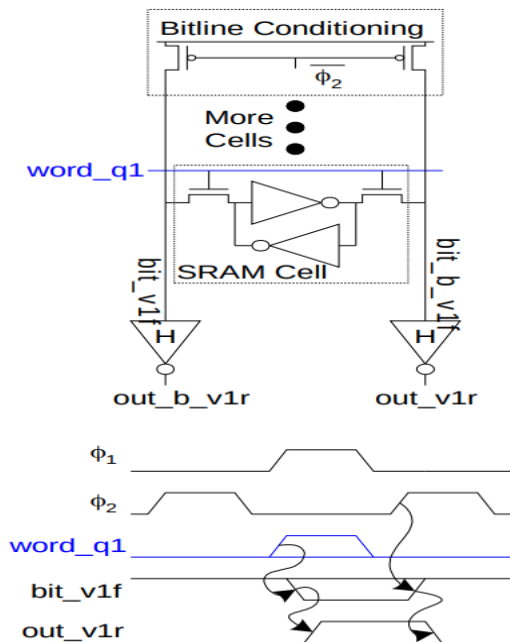 Bitline Conditioning
φ2
More
Cells
word_q1
SRAM Cell
bit_v1f
bit_b_v1f
H
H
out_b_v1r
out_v1r
φ1
φ2
word_q1
bit_v1f
out_v1r